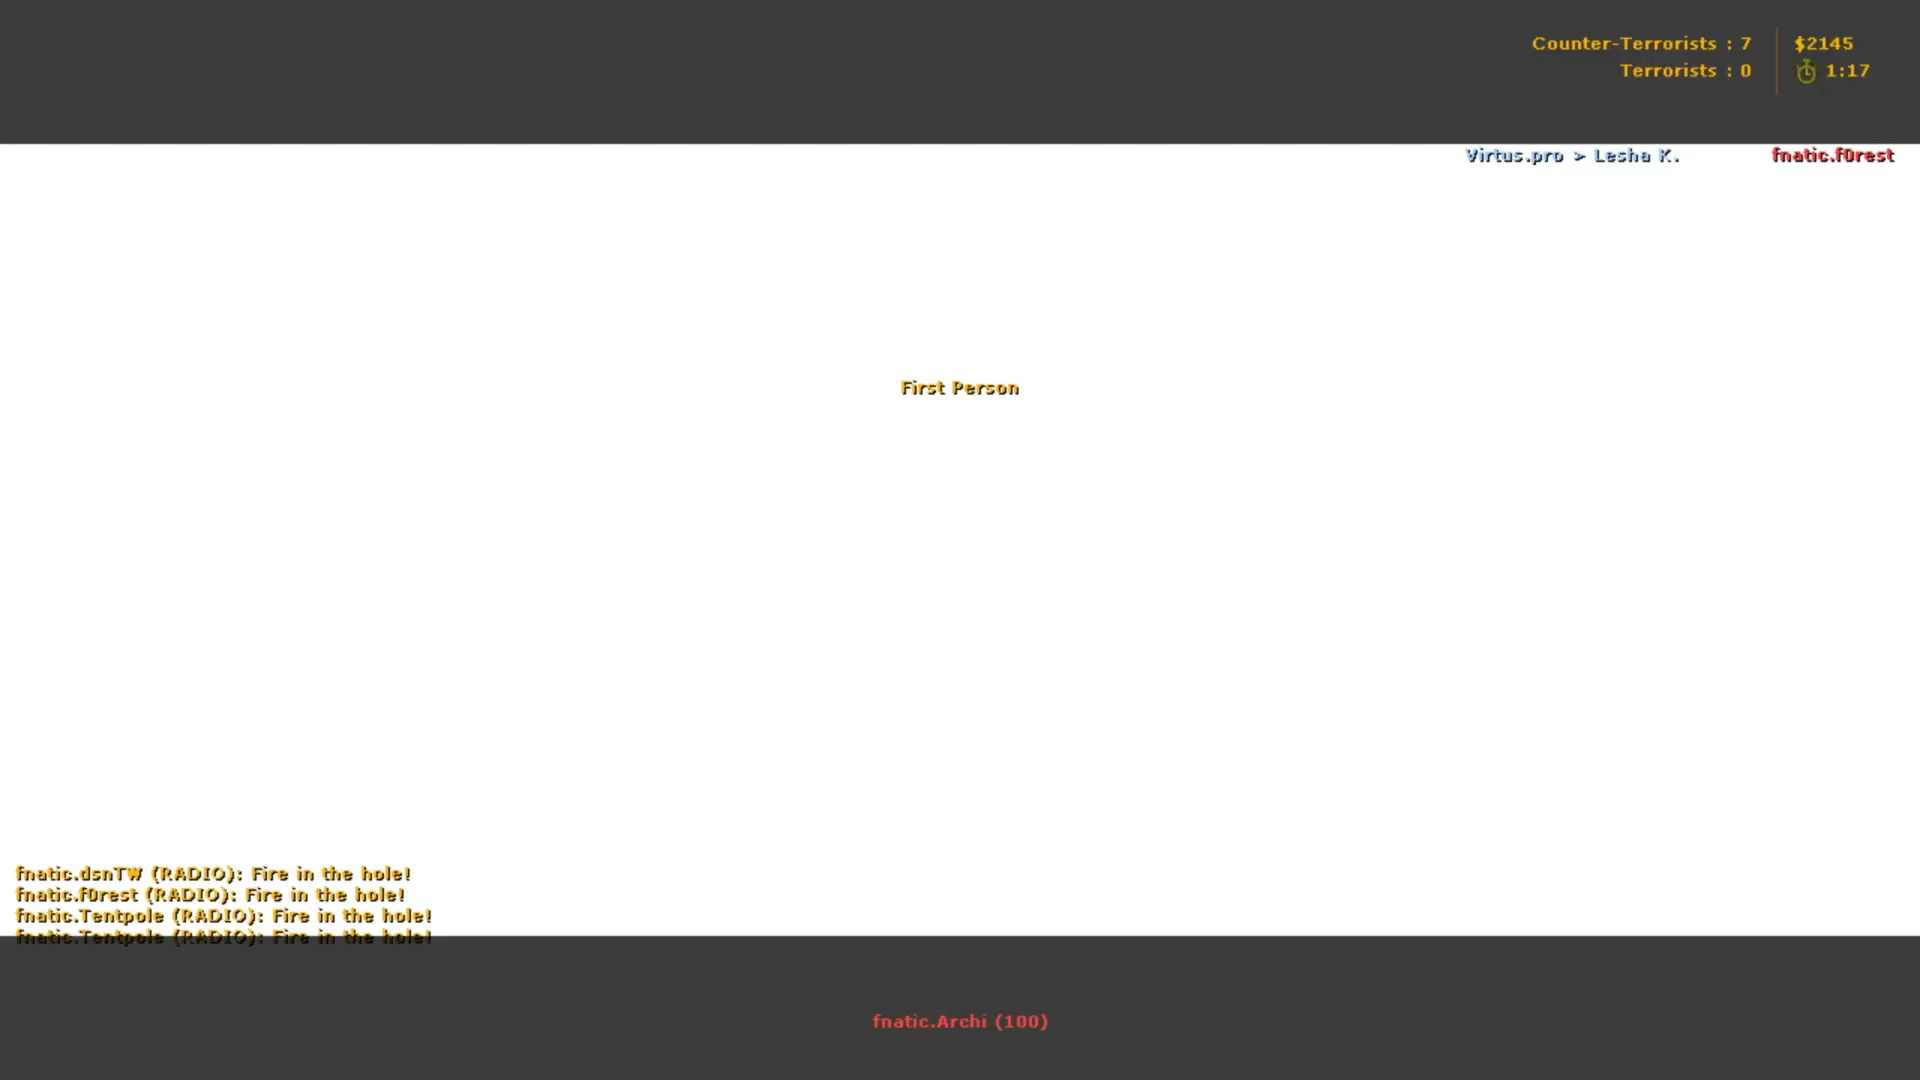 Counter-Terrorists : 7 $2145
Terrorists : 0 1:17
Virtus.pro > Lesha K. fnatic.f0rest
First Person
fnatic.dsnTW (RADIO): Fire in the hole!
fnatic.f0rest (RADIO): Fire in the hole!
fnatic.Tentpole (RADIO): Fire in the hole!
fnatic.Tentpole (RADIO): Fire in the hole!
fnatic.Archi (100)